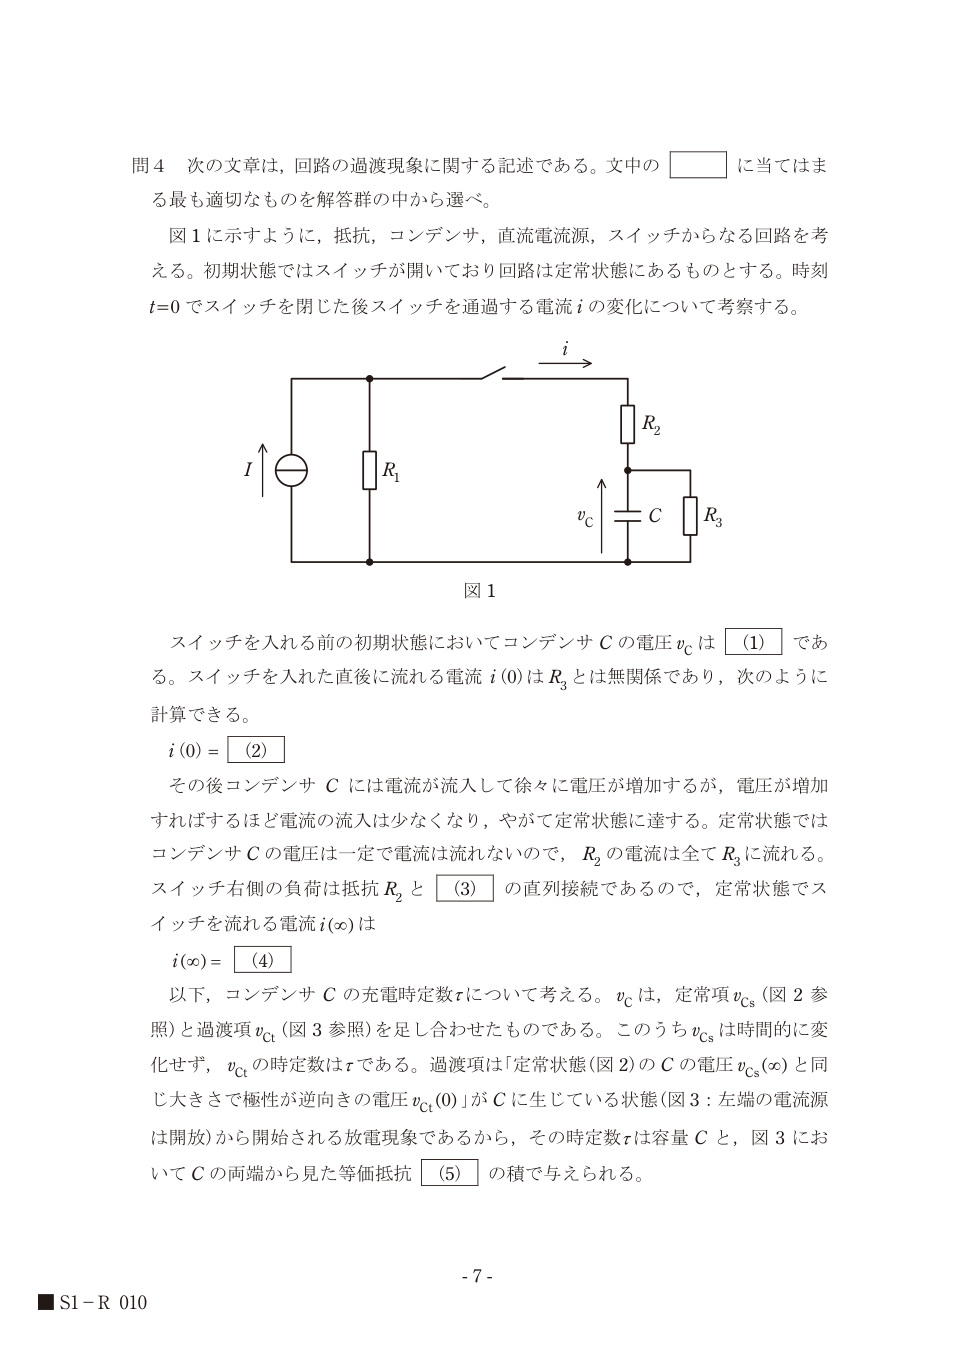 問４　次の文章は，回路の過渡現象に関する記述である。文中の　　　に当てはま
る最も適切なものを解答群の中から選べ。
図1に示すように，抵抗，コンデンサ，直流電流源，スイッチからなる回路を考
える。初期状態ではスイッチが開いており回路は定常状態にあるものとする。時刻
t=0 でスイッチを閉じた後スイッチを通過する電流 i の変化について考察する。
i
R2
I
R1
vC
C
R3
図 1
スイッチを入れる前の初期状態においてコンデンサ C の電圧 vC は (1) であ
る。スイッチを入れた直後に流れる電流 i (0) は R3 とは無関係であり，次のように
計算できる。
i (0) = (2)
その後コンデンサ C には電流が流入して徐々に電圧が増加するが，電圧が増加
すればするほど電流の流入は少なくなり，やがて定常状態に達する。定常状態では
コンデンサ C の電圧は一定で電流は流れないので， R2 の電流は全て R3 に流れる。
スイッチ右側の負荷は抵抗 R2 と (3) の直列接続であるので，定常状態でス
イッチを流れる電流 i(∞) は
i(∞) = (4)
以下，コンデンサ C の充電時定数τについて考える。vC は，定常項 vCs (図 2 参
照) と過渡項 vCt (図 3 参照) を足し合わせたものである。このうち vCs は時間的に変
化せず， vCt の時定数はτである。過渡項は「定常状態(図 2)の C の電圧 vCs(∞) と同
じ大きさで極性が逆向きの電圧 vCt(0)」が C に生じている状態(図 3：左端の電流源
は開放)から開始される放電現象であるから，その時定数τは容量 C と，図 3 にお
いて C の両端から見た等価抵抗 (5) の積で与えられる。
- 7 -
■ S1－R 010